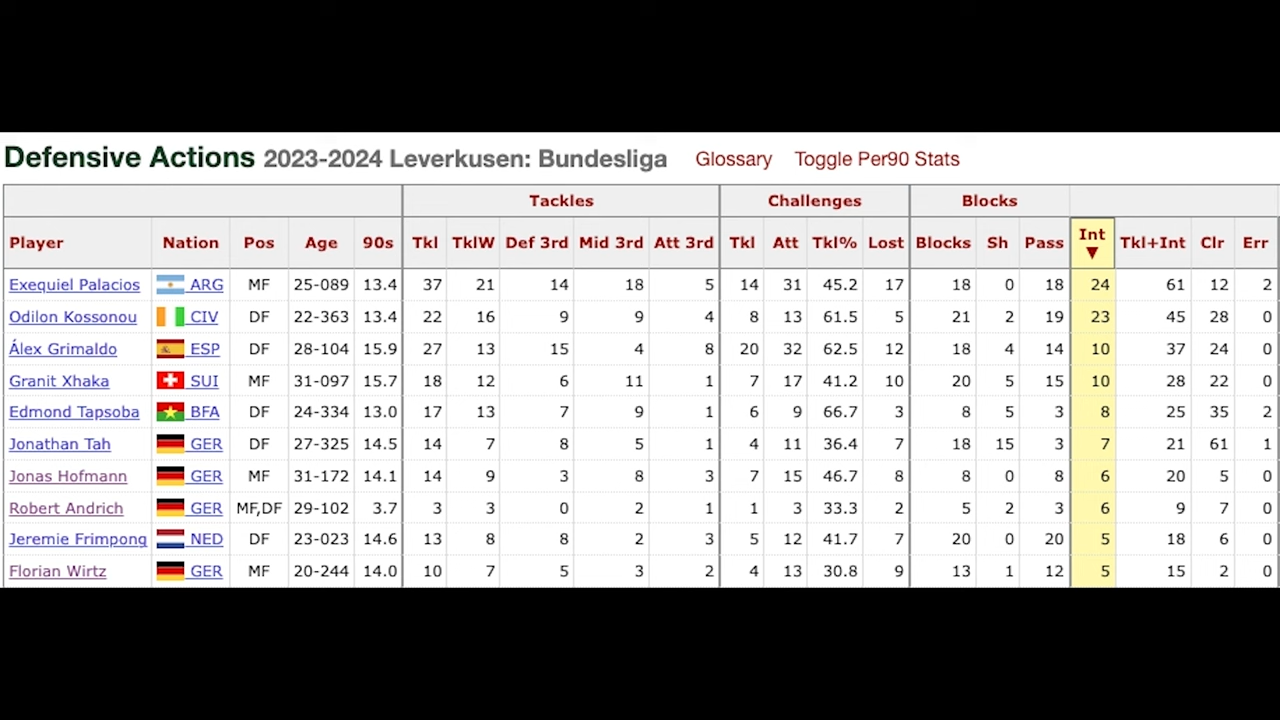 Defensive Actions 2023-2024 Leverkusen: Bundesliga Glossary Toggle Per90 Stats
Tackles Challenges Blocks
Player Nation Pos Age 90s Tkl TklW Def 3rd Mid 3rd Att 3rd Tkl Att Tkl% Lost Blocks Sh Pass Int ▼ Tkl+Int Clr Err
Exequiel Palacios ARG MF 25-089 13.4 37 21 14 18 5 14 31 45.2 17 18 0 18 24 61 12 2
Odilon Kossonou CIV DF 22-363 13.4 22 16 9 9 4 8 13 61.5 5 21 2 19 23 45 28 0
Álex Grimaldo ESP DF 28-104 15.9 27 13 15 4 8 20 32 62.5 12 18 4 14 10 37 24 0
Granit Xhaka SUI MF 31-097 15.7 18 12 6 11 1 7 17 41.2 10 20 5 15 10 28 22 0
Edmond Tapsoba BFA DF 24-334 13.0 17 13 7 9 1 6 9 66.7 3 8 5 3 8 25 35 2
Jonathan Tah GER DF 27-325 14.5 14 7 8 5 1 4 11 36.4 7 18 15 3 7 21 61 1
Jonas Hofmann GER MF 31-172 14.1 14 9 3 8 3 7 15 46.7 8 8 0 8 6 20 5 0
Robert Andrich GER MF,DF 29-102 3.7 3 3 0 2 1 1 3 33.3 2 5 2 3 6 9 7 0
Jeremie Frimpong NED DF 23-023 14.6 13 8 8 2 3 5 12 41.7 7 20 0 20 5 18 6 0
Florian Wirtz GER MF 20-244 14.0 10 7 5 3 2 4 13 30.8 9 13 1 12 5 15 2 0